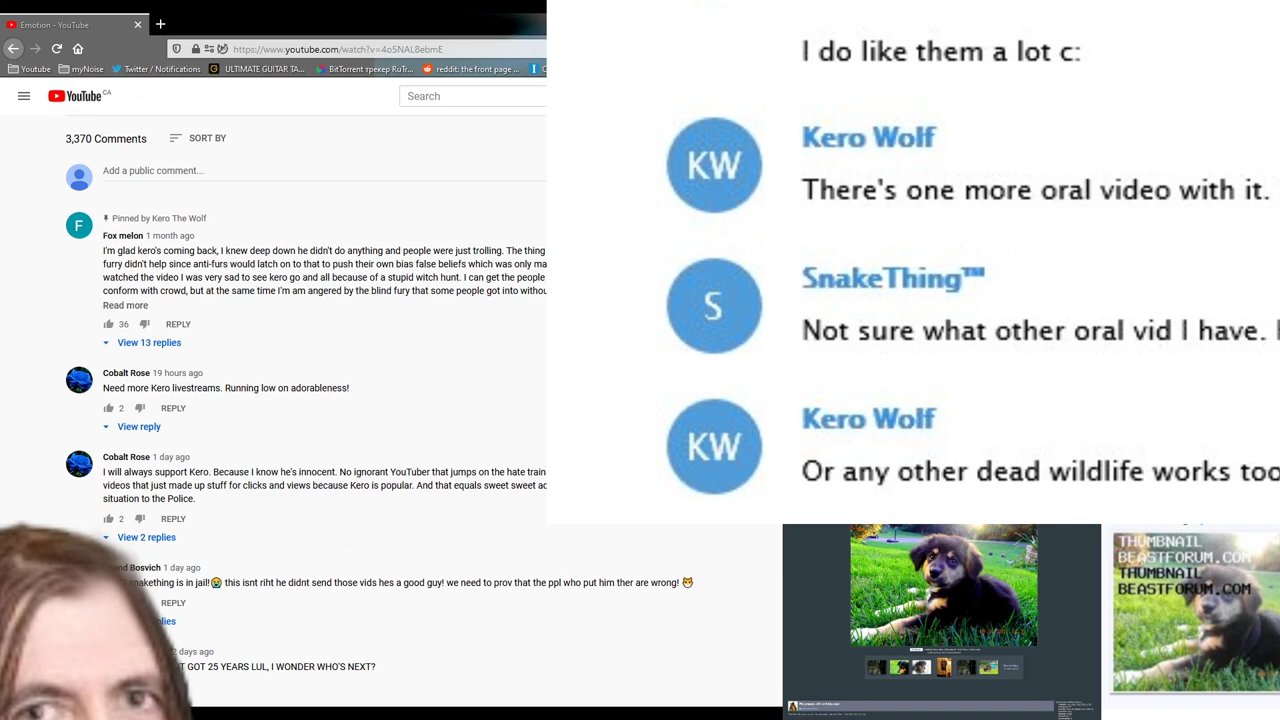 Emotion - YouTube
https://www.youtube.com/watch?v=4o5NAL8ebmE
Youtube
myNoise
Twitter / Notifications
ULTIMATE GUITAR TA...
BitTorrent трекер RuTr...
reddit: the front page ...
YouTube CA
Search
3,370 Comments
SORT BY
Add a public comment...
Pinned by Kero The Wolf
Fox melon 1 month ago
I'm glad kero's coming back, I knew deep down he didn't do anything and people were just trolling. The thing
furry didn't help since anti-furs would latch on to that to push their own bias false beliefs which was only ma
watched the video I was very sad to see kero go and all because of a stupid witch hunt. I can get the people
conform with crowd, but at the same time I'm am angered by the blind fury that some people got into withou
Read more
36 REPLY
View 13 replies
Cobalt Rose 19 hours ago
Need more Kero livestreams. Running low on adorableness!
2 REPLY
View reply
Cobalt Rose 1 day ago
I will always support Kero. Because I know he's innocent. No ignorant YouTuber that jumps on the hate train
videos that just made up stuff for clicks and views because Kero is popular. And that equals sweet sweet ad
situation to the Police.
2 REPLY
View 2 replies
nd Bosvich 1 day ago
snakething is in jail!😭 this isnt riht he didnt send those vids hes a good guy! we need to prov that the ppl who put him ther are wrong! 😿
REPLY
plies
2 days ago
T GOT 25 YEARS LUL, I WONDER WHO'S NEXT?
I do like them a lot c:
KW
Kero Wolf
There's one more oral video with it.
S
SnakeThing™
Not sure what other oral vid I have.
KW
Kero Wolf
Or any other dead wildlife works too
THUMBNAIL
BEASTFORUM.COM
THUMBNAIL
BEASTFORUM.COM